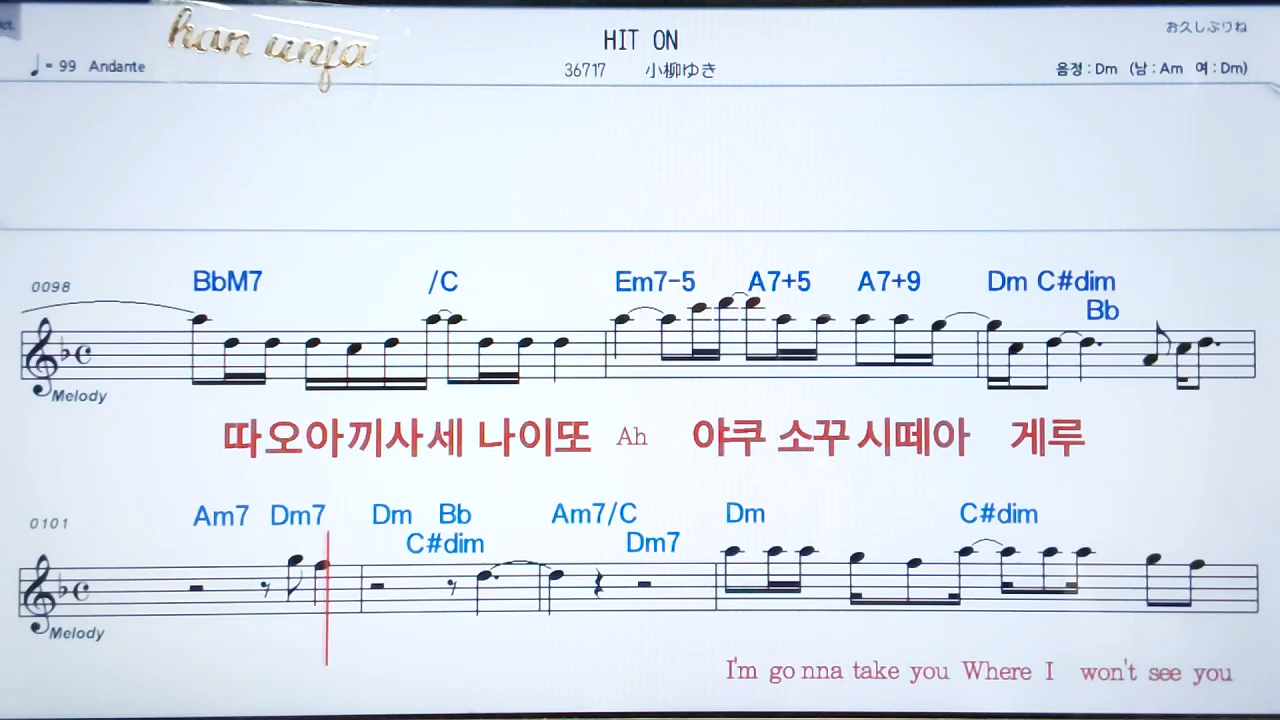 han unja
HIT ON
お久しぶりね
♩= 99 Andante
36717 小柳ゆき
음정 : Dm (남 : Am 여 : Dm)
0098 BbM7 /C Em7-5 A7+5 A7+9 Dm C#dim
Bb
Melody
따오아끼사세 나이또 Ah 야쿠 소꾸시떼아 게루
0101 Am7 Dm7 Dm Bb Am7/C Dm C#dim
C#dim Dm7
Melody
I'm go nna take you Where I won't see you